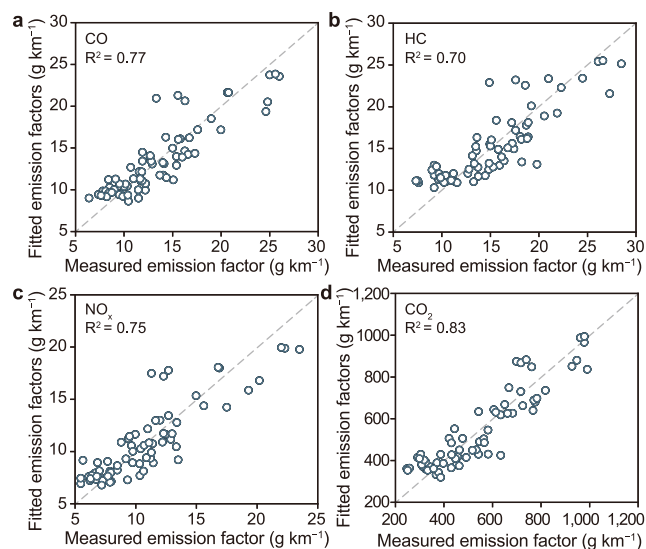 a
CO
R² = 0.77
30
25
20
15
10
5
5 10 15 20 25 30
Fitted emission factors (g km⁻¹)
Measured emission factor (g km⁻¹)
b
HC
R² = 0.70
30
25
20
15
10
5
5 10 15 20 25 30
Fitted emission factors (g km⁻¹)
Measured emission factor (g km⁻¹)
c
NOₓ
R² = 0.75
25
20
15
10
5
5 10 15 20 25
Fitted emission factors (g km⁻¹)
Measured emission factor (g km⁻¹)
d
CO₂
R² = 0.83
1,200
1,000
800
600
400
200
200 400 600 800 1,000 1,200
Fitted emission factors (g km⁻¹)
Measured emission factor (g km⁻¹)